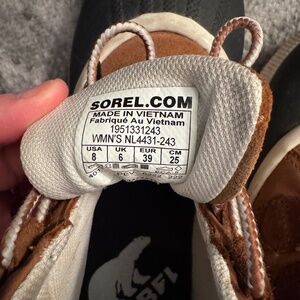 SOREL.COM
MADE IN VIETNAM
Fabriqué Au Vietnam
1951331243
WMN'S NL4431-243
USA UK EUR CM
8 6 39 25